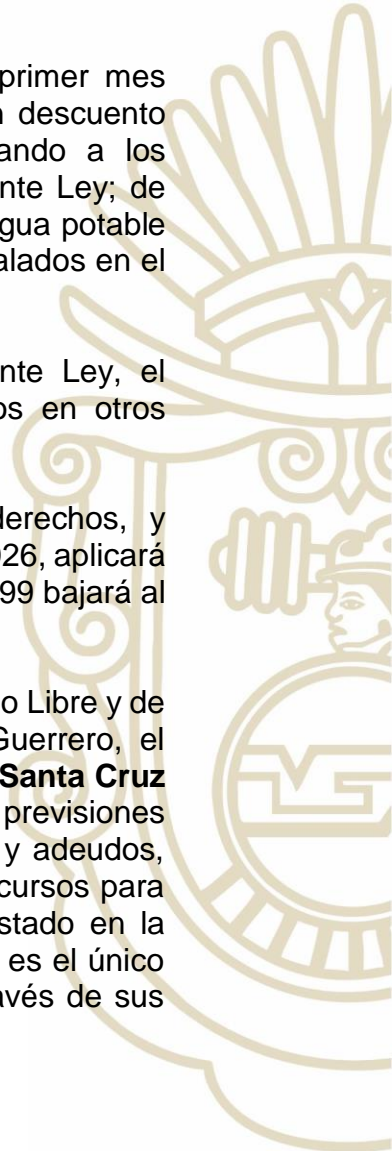 primer mes
descuento
ando a los
nte Ley; de
gua potable
alados en el
nte Ley, el
os en otros
derechos, y
026, aplicará
99 bajará al
o Libre y de
Guerrero, el
Santa Cruz
previsiones
y adeudos,
cursos para
stado en la
es el único
avés de sus